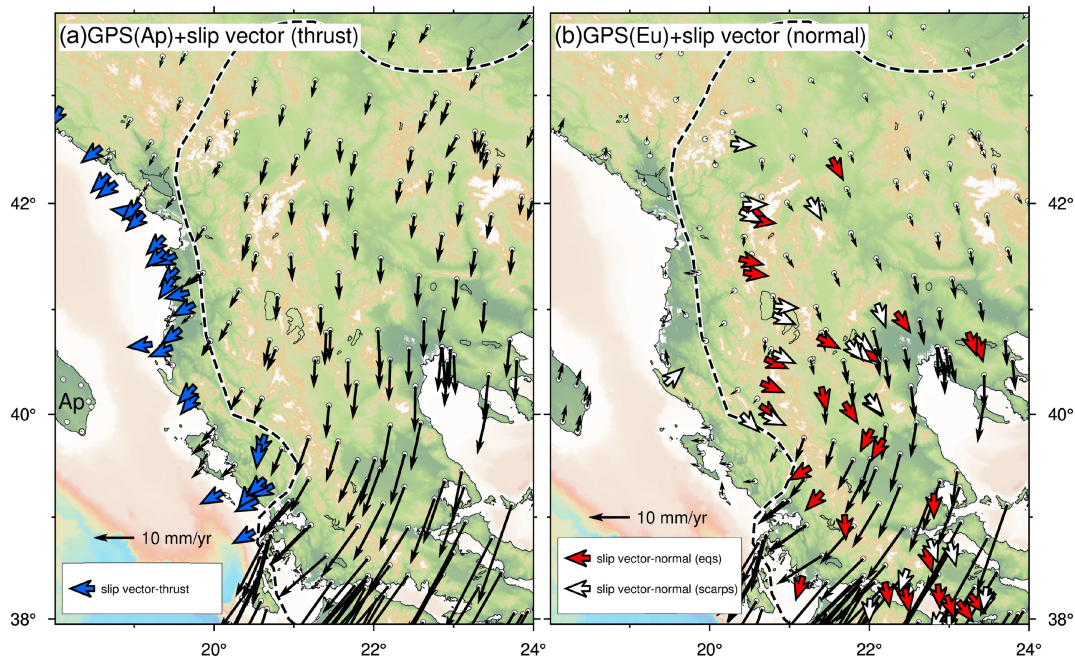 (a)GPS(Ap)+slip vector (thrust)
(b)GPS(Eu)+slip vector (normal)
42°
42°
Ap
40°
40°
10 mm/yr
10 mm/yr
slip vector-normal (eqs)
slip vector-thrust
slip vector-normal (scarps)
38°
38°
20°
22°
24°
20°
22°
24°